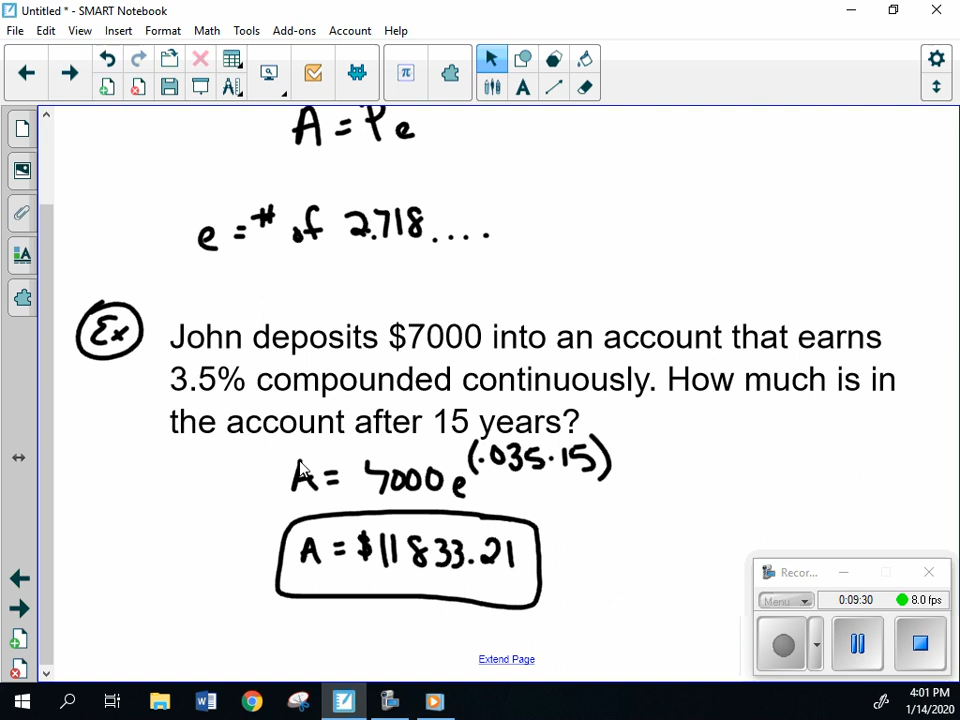 Untitled * - SMART Notebook
File Edit View Insert Format Math Tools Add-ons Account Help
A = Pe
e = # of 2.718....
Ex
John deposits $7000 into an account that earns
3.5% compounded continuously. How much is in
the account after 15 years?
A = 7000e^(.035·15)
A = $11833.21
Extend Page
Recor...
Menu
0:09:30
8.0 fps
4:01 PM
1/14/2020